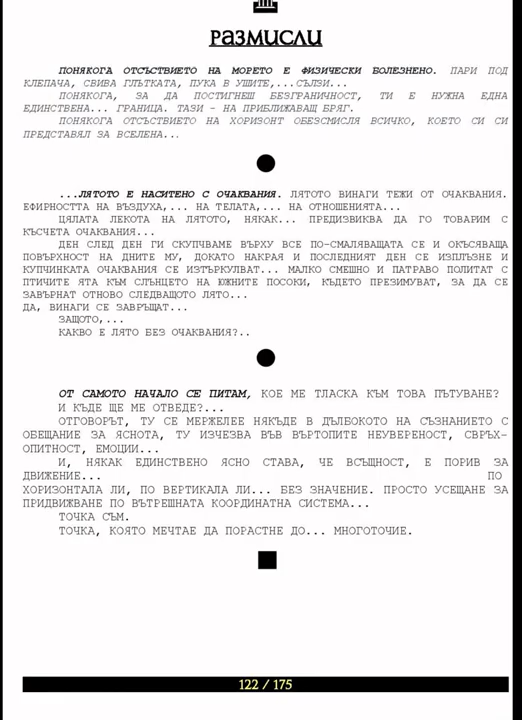 РАЗМИСЛИ
ПОНЯКОГА ОТСЪСТВИЕТО НА МОРЕТО Е ФИЗИЧЕСКИ БОЛЕЗНЕНО. ПАРИ ПОД
КЛЕПАЧА, СВИВА ГЛЪТКАТА, ПУКА В УШИТЕ,...СЪЛЗИ...
ПОНЯКОГА, ЗА ДА ПОСТИГНЕШ БЕЗГРАНИЧНОСТ, ТИ Е НУЖНА ЕДНА
ЕДИНСТВЕНА... ГРАНИЦА. ТАЗИ - НА ПРИБЛИЖАВАЩ БРЯГ.
ПОНЯКОГА ОТСЪСТВИЕТО НА ХОРИЗОНТ ОБЕЗСМИСЛЯ ВСИЧКО, КОЕТО СИ СИ
ПРЕДСТАВЯЛ ЗА ВСЕЛЕНА...
...ЛЯТОТО Е НАСИТЕНО С ОЧАКВАНИЯ. ЛЯТОТО ВИНАГИ ТЕЖИ ОТ ОЧАКВАНИЯ.
ЕФИРНОСТТА НА ВЪЗДУХА,... НА ТЕЛАТА,... НА ОТНОШЕНИЯТА...
ЦЯЛАТА ЛЕКОТА НА ЛЯТОТО, НЯКАК... ПРЕДИЗВИКВА ДА ГО ТОВАРИМ С
КЪСЧЕТА ОЧАКВАНИЯ...
ДЕН СЛЕД ДЕН ГИ СКУПЧВАМЕ ВЪРХУ ВСЕ ПО-СМАЛЯВАЩАТА СЕ И ОКЪСЯВАЩА
ПОВЪРХНОСТ НА ДНИТЕ МУ, ДОКАТО НАКРАЯ И ПОСЛЕДНИЯТ ДЕН СЕ ИЗПЛЪЗНЕ И
КУПЧИНКАТА ОЧАКВАНИЯ СЕ ИЗТЪРКУЛВАТ... МАЛКО СМЕШНО И ПАТРАВО ПОЛИТАТ С
ПТИЧИТЕ ЯТА КЪМ СЛЪНЦЕТО НА ЮЖНИТЕ ПОСОКИ, КЪДЕТО ПРЕЗИМУВАТ, ЗА ДА СЕ
ЗАВЪРНАТ ОТНОВО СЛЕДВАЩОТО ЛЯТО...
ДА, ВИНАГИ СЕ ЗАВРЪЩАТ...
ЗАЩОТО,...
КАКВО Е ЛЯТО БЕЗ ОЧАКВАНИЯ?..
ОТ САМОТО НАЧАЛО СЕ ПИТАМ, КОЕ МЕ ТЛАСКА КЪМ ТОВА ПЪТУВАНЕ?
И КЪДЕ ЩЕ МЕ ОТВЕДЕ?...
ОТГОВОРЪТ, ТУ СЕ МЕРЖЕЛЕЕ НЯКЪДЕ В ДЪЛБОКОТО НА СЪЗНАНИЕТО С
ОБЕЩАНИЕ ЗА ЯСНОТА, ТУ ИЗЧЕЗВА ВЪВ ВЪРТОПИТЕ НЕУВЕРЕНОСТ, СВРЪХ-
ОПИТНОСТ, ЕМОЦИИ...
И, НЯКАК ЕДИНСТВЕНО ЯСНО СТАВА, ЧЕ ВСЪЩНОСТ, Е ПОРИВ ЗА
ДВИЖЕНИЕ... ПО
ХОРИЗОНТАЛА ЛИ, ПО ВЕРТИКАЛА ЛИ... БЕЗ ЗНАЧЕНИЕ. ПРОСТО УСЕЩАНЕ ЗА
ПРИДВИЖВАНЕ ПО ВЪТРЕШНАТА КООРДИНАТНА СИСТЕМА...
ТОЧКА СЪМ.
ТОЧКА, КОЯТО МЕЧТАЕ ДА ПОРАСТНЕ ДО... МНОГОТОЧИЕ.
122 / 175